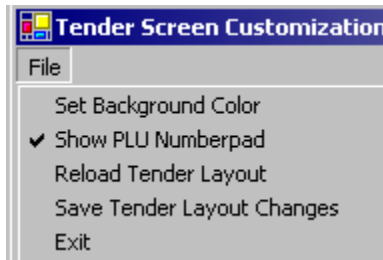 Tender Screen Customization
File
Set Background Color
Show PLU Numberpad
Reload Tender Layout
Save Tender Layout Changes
Exit